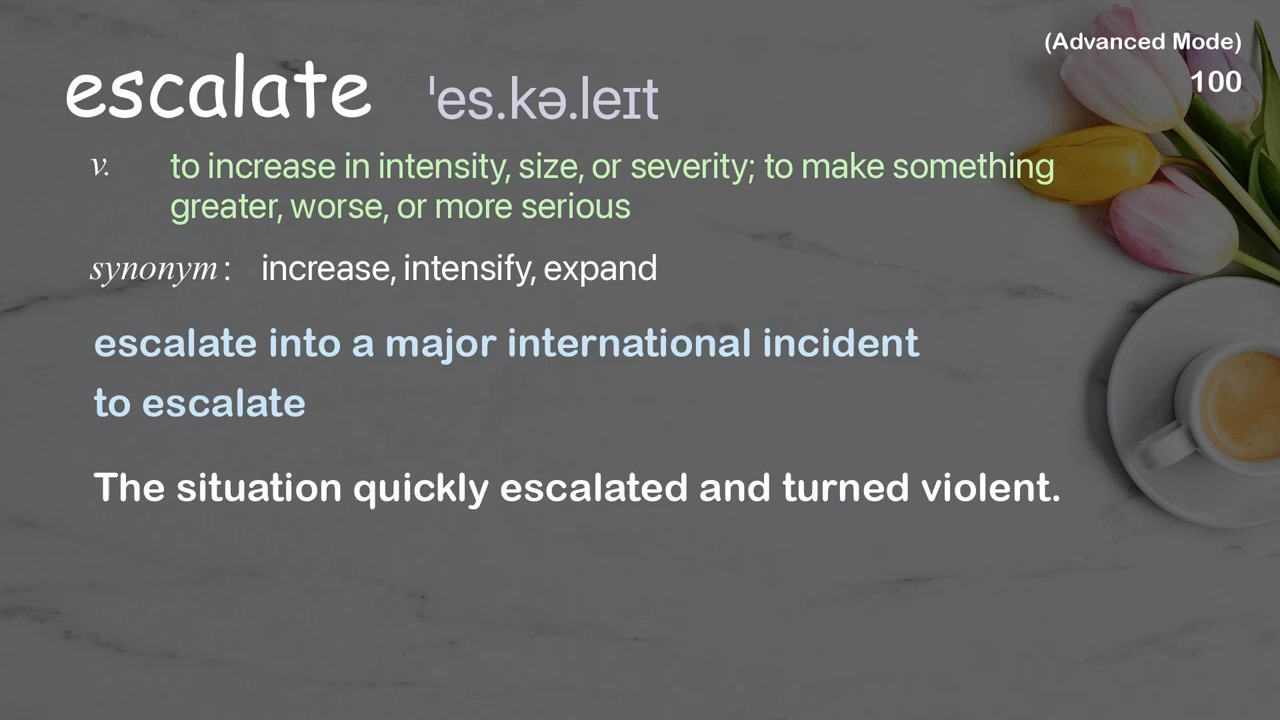 (Advanced Mode)
100
escalate ˈes.kə.leɪt
v. to increase in intensity, size, or severity; to make something
greater, worse, or more serious
synonym : increase, intensify, expand
escalate into a major international incident
to escalate
The situation quickly escalated and turned violent.